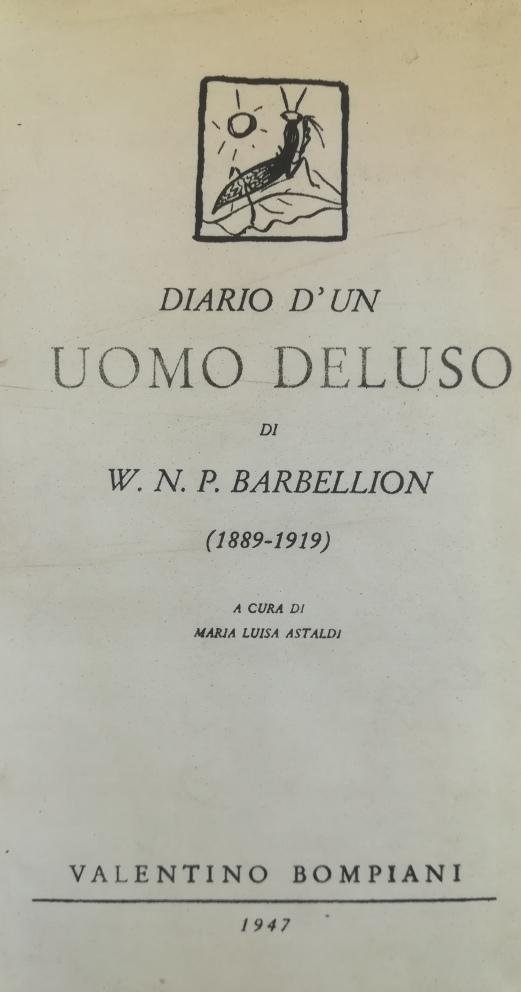 DIARIO D'UN
UOMO DELUSO
DI
W. N. P. BARBELLION
(1889-1919)
A CURA DI
MARIA LUISA ASTALDI
VALENTINO BOMPIANI
1947